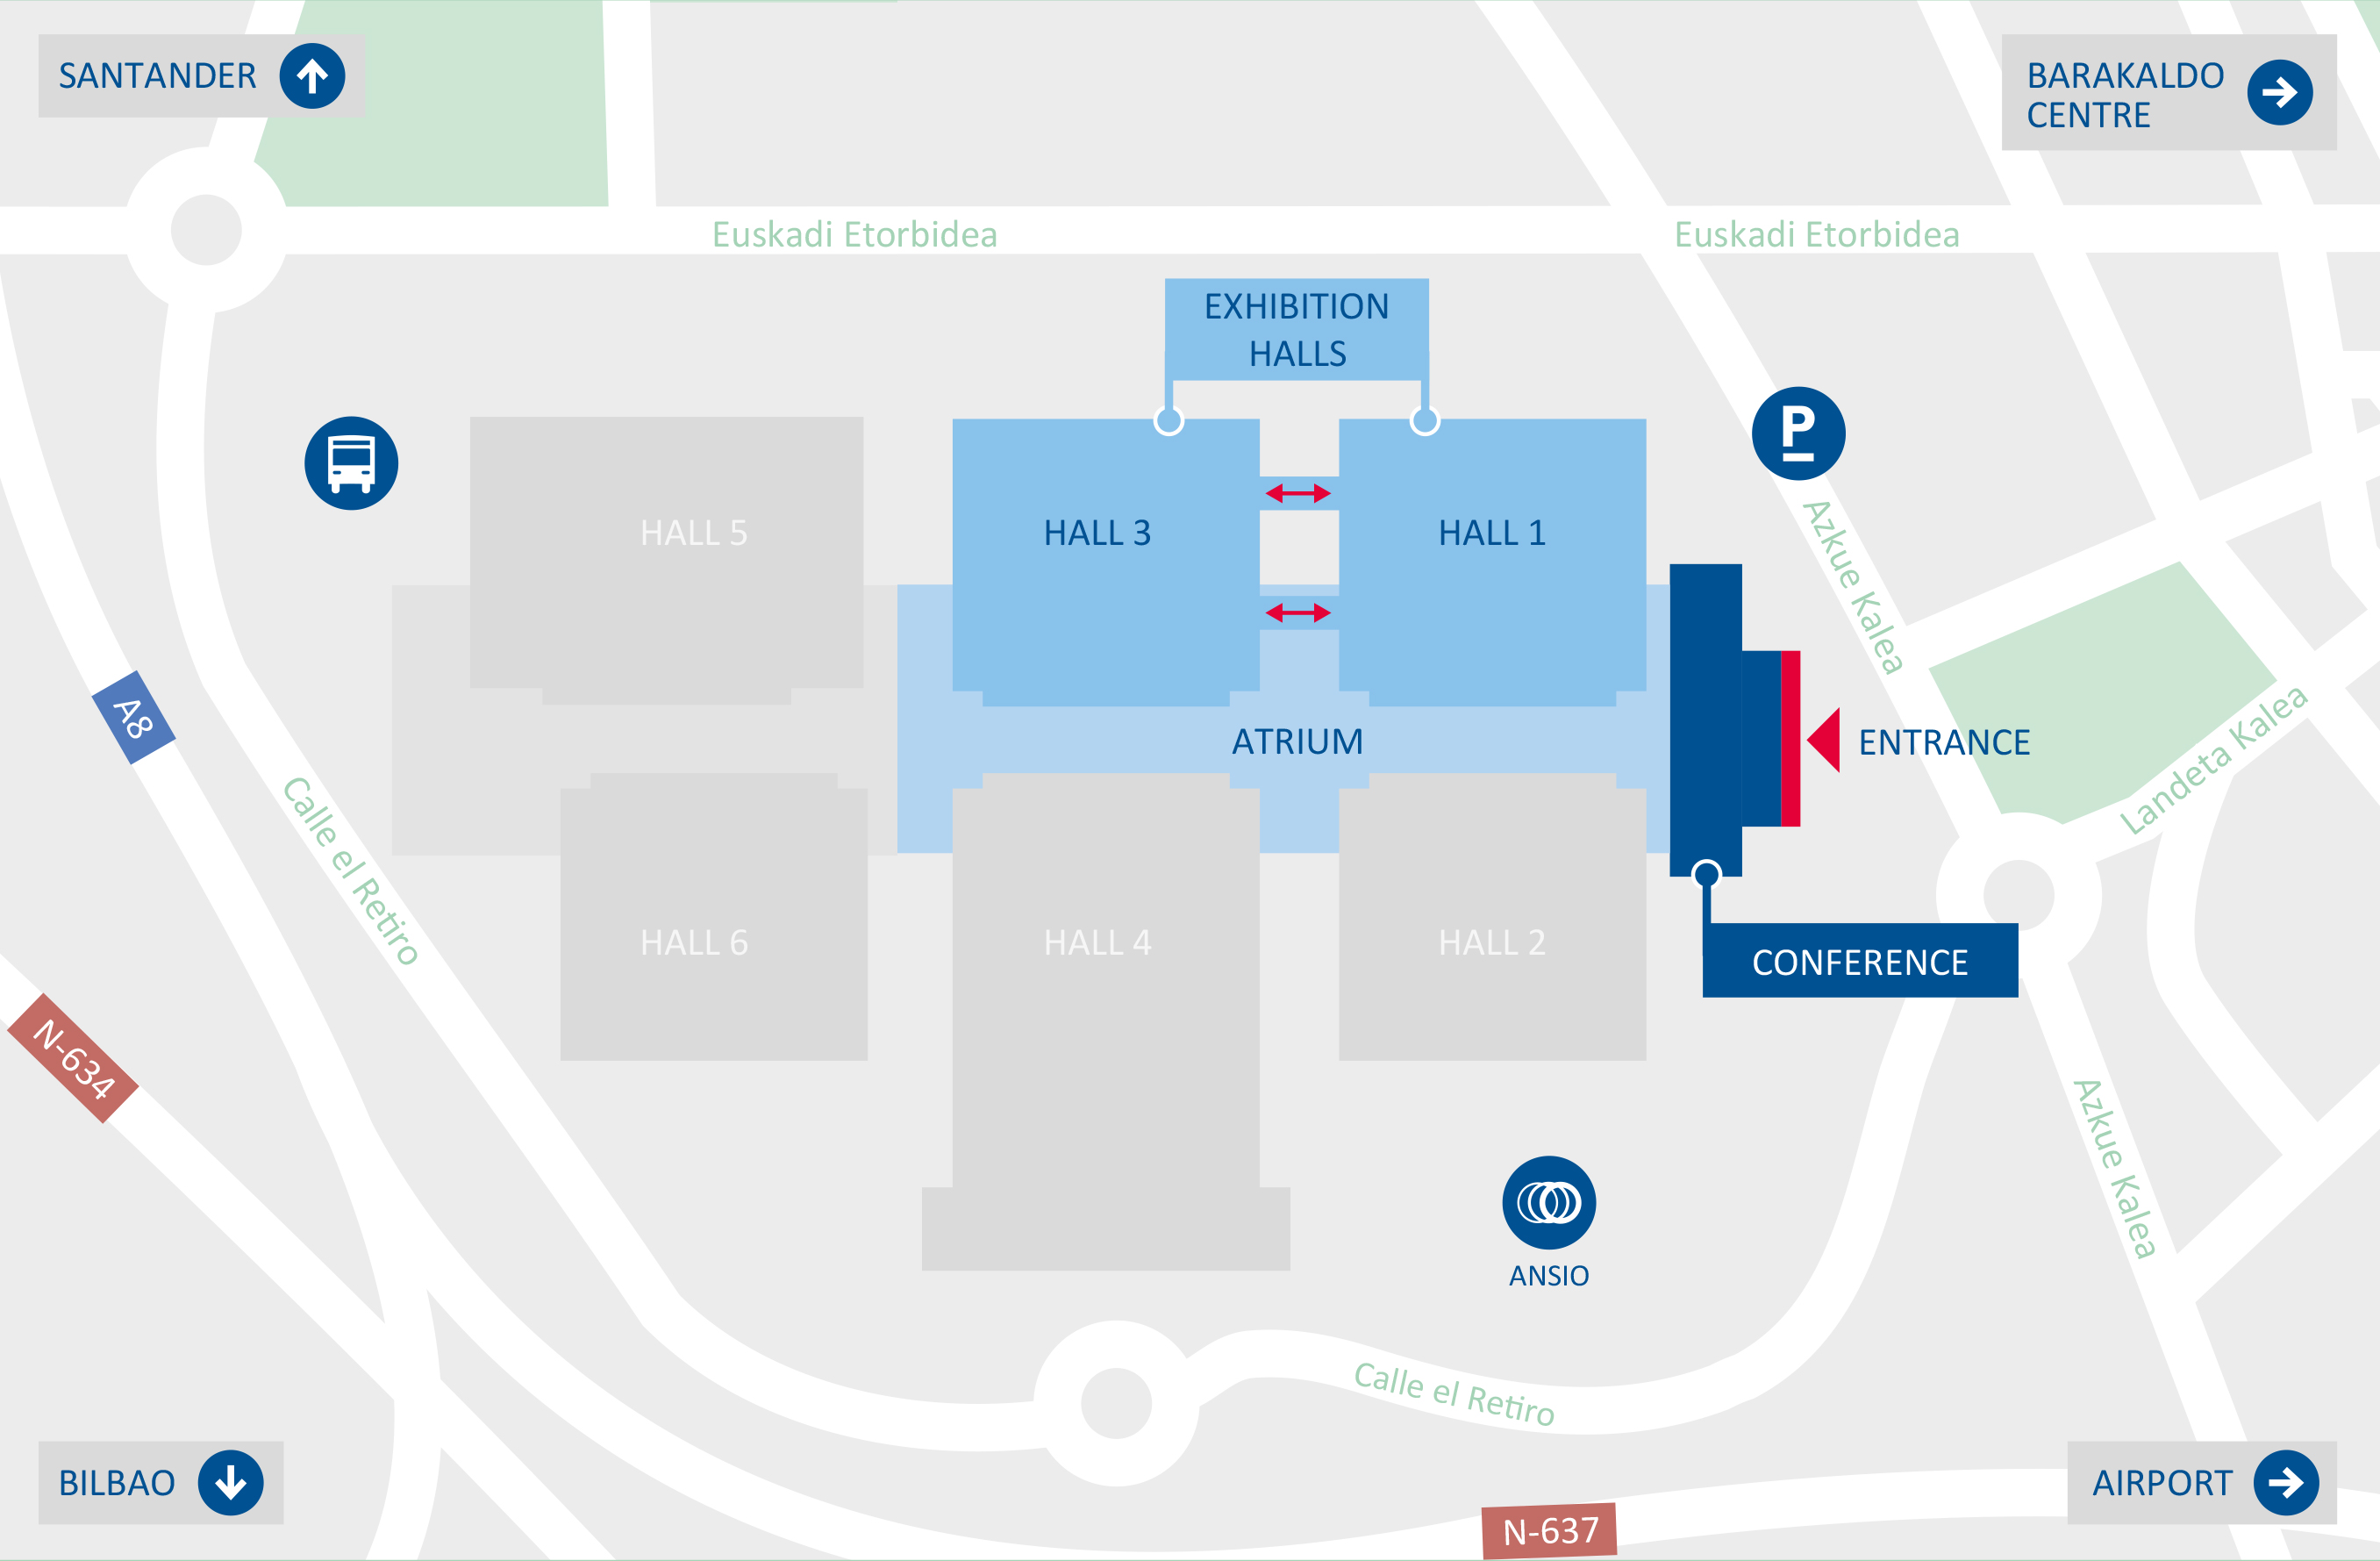 SANTANDER
BARAKALDO
CENTRE
Euskadi Etorbidea
Euskadi Etorbidea
EXHIBITION
HALLS
P
HALL 5
HALL 3
HALL 1
Azkue Kalea
A8
ATRIUM
ENTRANCE
Landeta Kalea
Calle el Retiro
HALL 6
HALL 4
HALL 2
CONFERENCE
N-634
Azkue Kalea
ANSIO
Calle el Retiro
BILBAO
AIRPORT
N-637